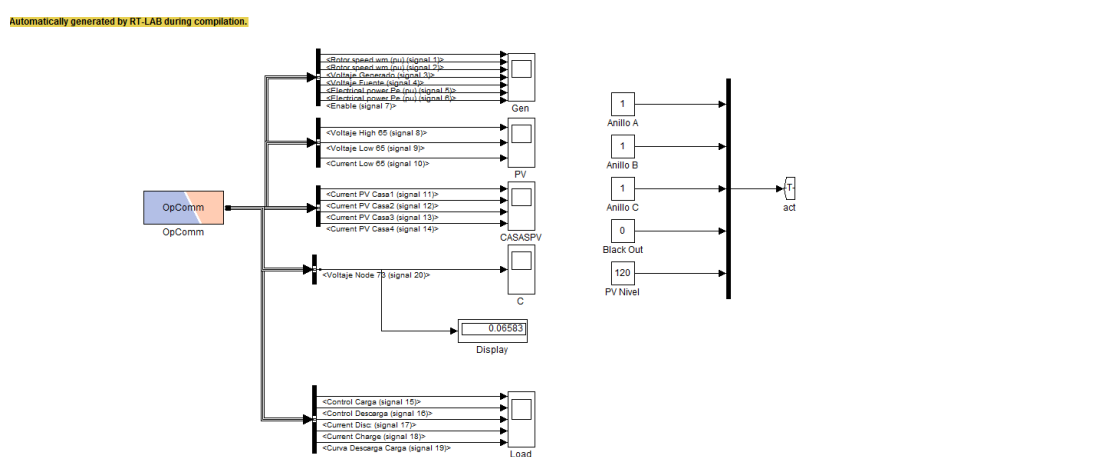 Automatically generated by RT-LAB during compilation.
<Rotor speed wm (pu) (signal 1)>
<Rotor speed wm (pu) (signal 2)>
<Voltaje Generado (signal 3)>
<Voltaje Fuente (signal 4)>
<Electrical power Pe (pu) (signal 5)>
<Electrical power Pe (pu) (signal 6)>
<Enable (signal 7)>
Gen
<Voltaje High 65 (signal 8)>
<Voltaje Low 65 (signal 9)>
<Current Low 65 (signal 10)>
PV
OpComm
OpComm
<Current PV Casa1 (signal 11)>
<Current PV Casa2 (signal 12)>
<Current PV Casa3 (signal 13)>
<Current PV Casa4 (signal 14)>
CASASPV
<Voltaje Node 73 (signal 20)>
C
0.06583
Display
<Control Carga (signal 15)>
<Control Descarga (signal 16)>
<Current Disc: (signal 17)>
<Current Charge (signal 18)>
<Curva Descarga Carga (signal 19)>
Load
1
Anillo A
1
Anillo B
1
Anillo C
0
Black Out
120
PV Nivel
-T-
act